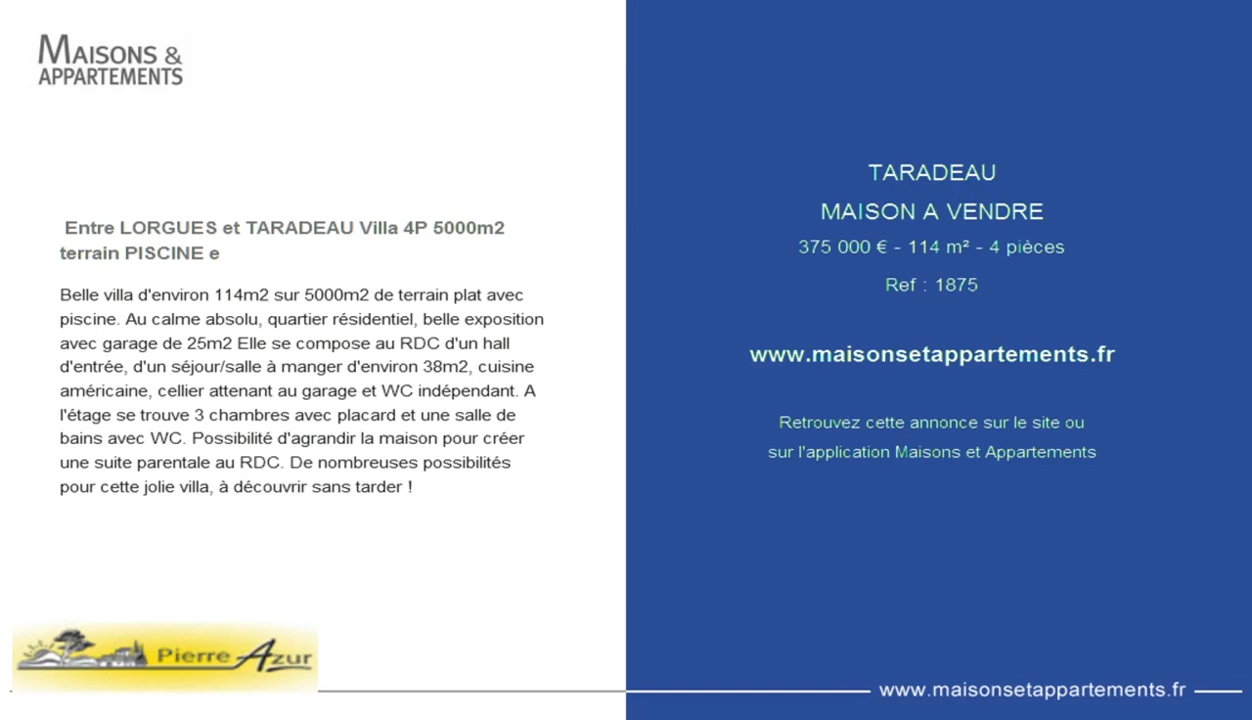 MAISONS &
APPARTEMENTS
Entre LORGUES et TARADEAU Villa 4P 5000m2
terrain PISCINE e
Belle villa d'environ 114m2 sur 5000m2 de terrain plat avec
piscine. Au calme absolu, quartier résidentiel, belle exposition
avec garage de 25m2 Elle se compose au RDC d'un hall
d'entrée, d'un séjour/salle à manger d'environ 38m2, cuisine
américaine, cellier attenant au garage et WC indépendant. A
l'étage se trouve 3 chambres avec placard et une salle de
bains avec WC. Possibilité d'agrandir la maison pour créer
une suite parentale au RDC. De nombreuses possibilités
pour cette jolie villa, à découvrir sans tarder !
Pierre Azur
TARADEAU
MAISON A VENDRE
375 000 € - 114 m² - 4 pièces
Ref : 1875
www.maisonsetappartements.fr
Retrouvez cette annonce sur le site ou
sur l'application Maisons et Appartements
www.maisonsetappartements.fr